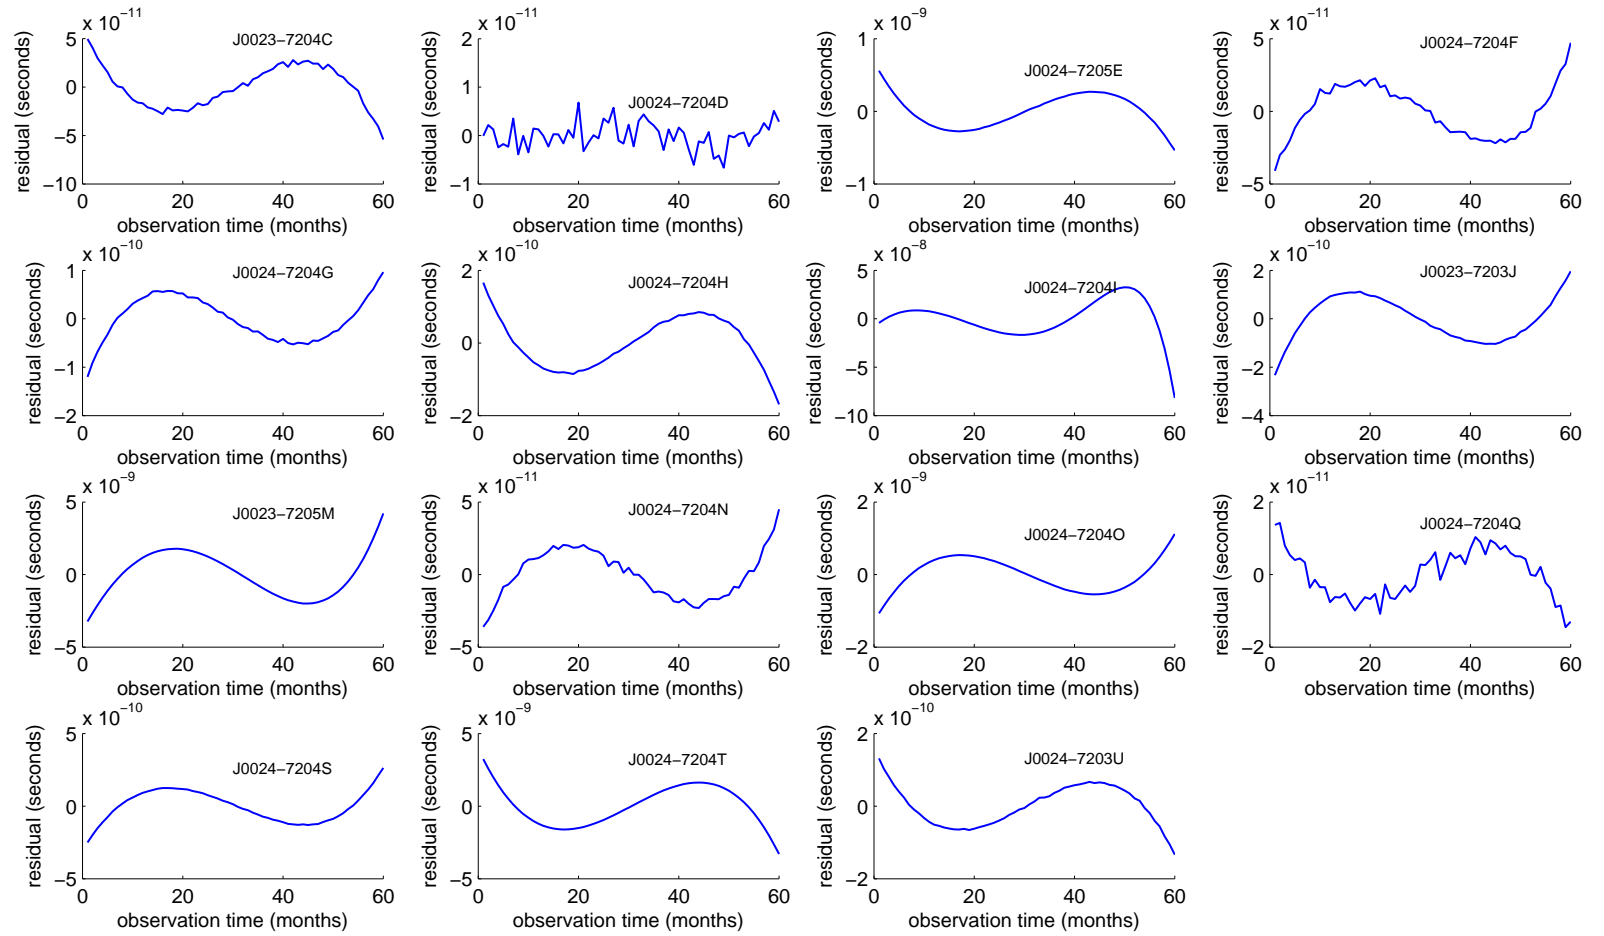 x 10−11
J0023−7204C
residual (seconds)
5
0
−5
−10
0 20 40 60
observation time (months)
x 10−11
J0024−7204D
residual (seconds)
2
1
0
−1
0 20 40 60
observation time (months)
x 10−9
J0024−7205E
residual (seconds)
1
0
−1
0 20 40 60
observation time (months)
x 10−11
J0024−7204F
residual (seconds)
5
0
−5
0 20 40 60
observation time (months)
x 10−10
J0024−7204G
residual (seconds)
1
0
−1
−2
0 20 40 60
observation time (months)
x 10−10
J0024−7204H
residual (seconds)
2
0
−2
0 20 40 60
observation time (months)
x 10−8
J0024−7204I
residual (seconds)
5
0
−5
−10
0 20 40 60
observation time (months)
x 10−10
J0023−7203J
residual (seconds)
2
0
−2
−4
0 20 40 60
observation time (months)
x 10−9
J0023−7205M
residual (seconds)
5
0
−5
0 20 40 60
observation time (months)
x 10−11
J0024−7204N
residual (seconds)
5
0
−5
0 20 40 60
observation time (months)
x 10−9
J0024−7204O
residual (seconds)
2
0
−2
0 20 40 60
observation time (months)
x 10−11
J0024−7204Q
residual (seconds)
2
0
−2
0 20 40 60
observation time (months)
x 10−10
J0024−7204S
residual (seconds)
5
0
−5
0 20 40 60
observation time (months)
x 10−9
J0024−7204T
residual (seconds)
5
0
−5
0 20 40 60
observation time (months)
x 10−10
J0024−7203U
residual (seconds)
2
0
−2
0 20 40 60
observation time (months)